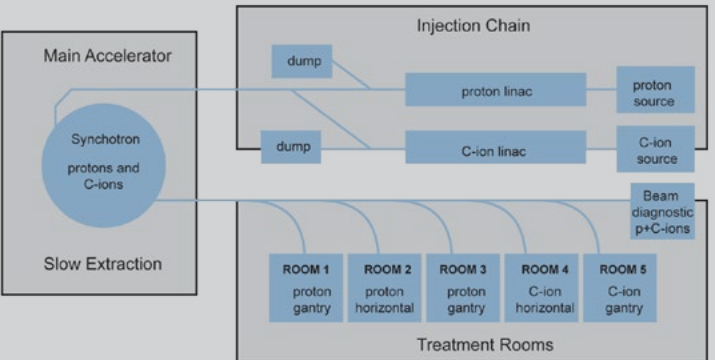 Injection Chain
Main Accelerator
dump
proton linac
proton
source
Synchotron
protons and
C-ions
dump
C-ion linac
C-ion
source
Beam
diagnostic
p+C-ions
Slow Extraction
ROOM 1
proton
gantry
ROOM 2
proton
horizontal
ROOM 3
proton
gantry
ROOM 4
C-ion
horizontal
ROOM 5
C-ion
gantry
Treatment Rooms